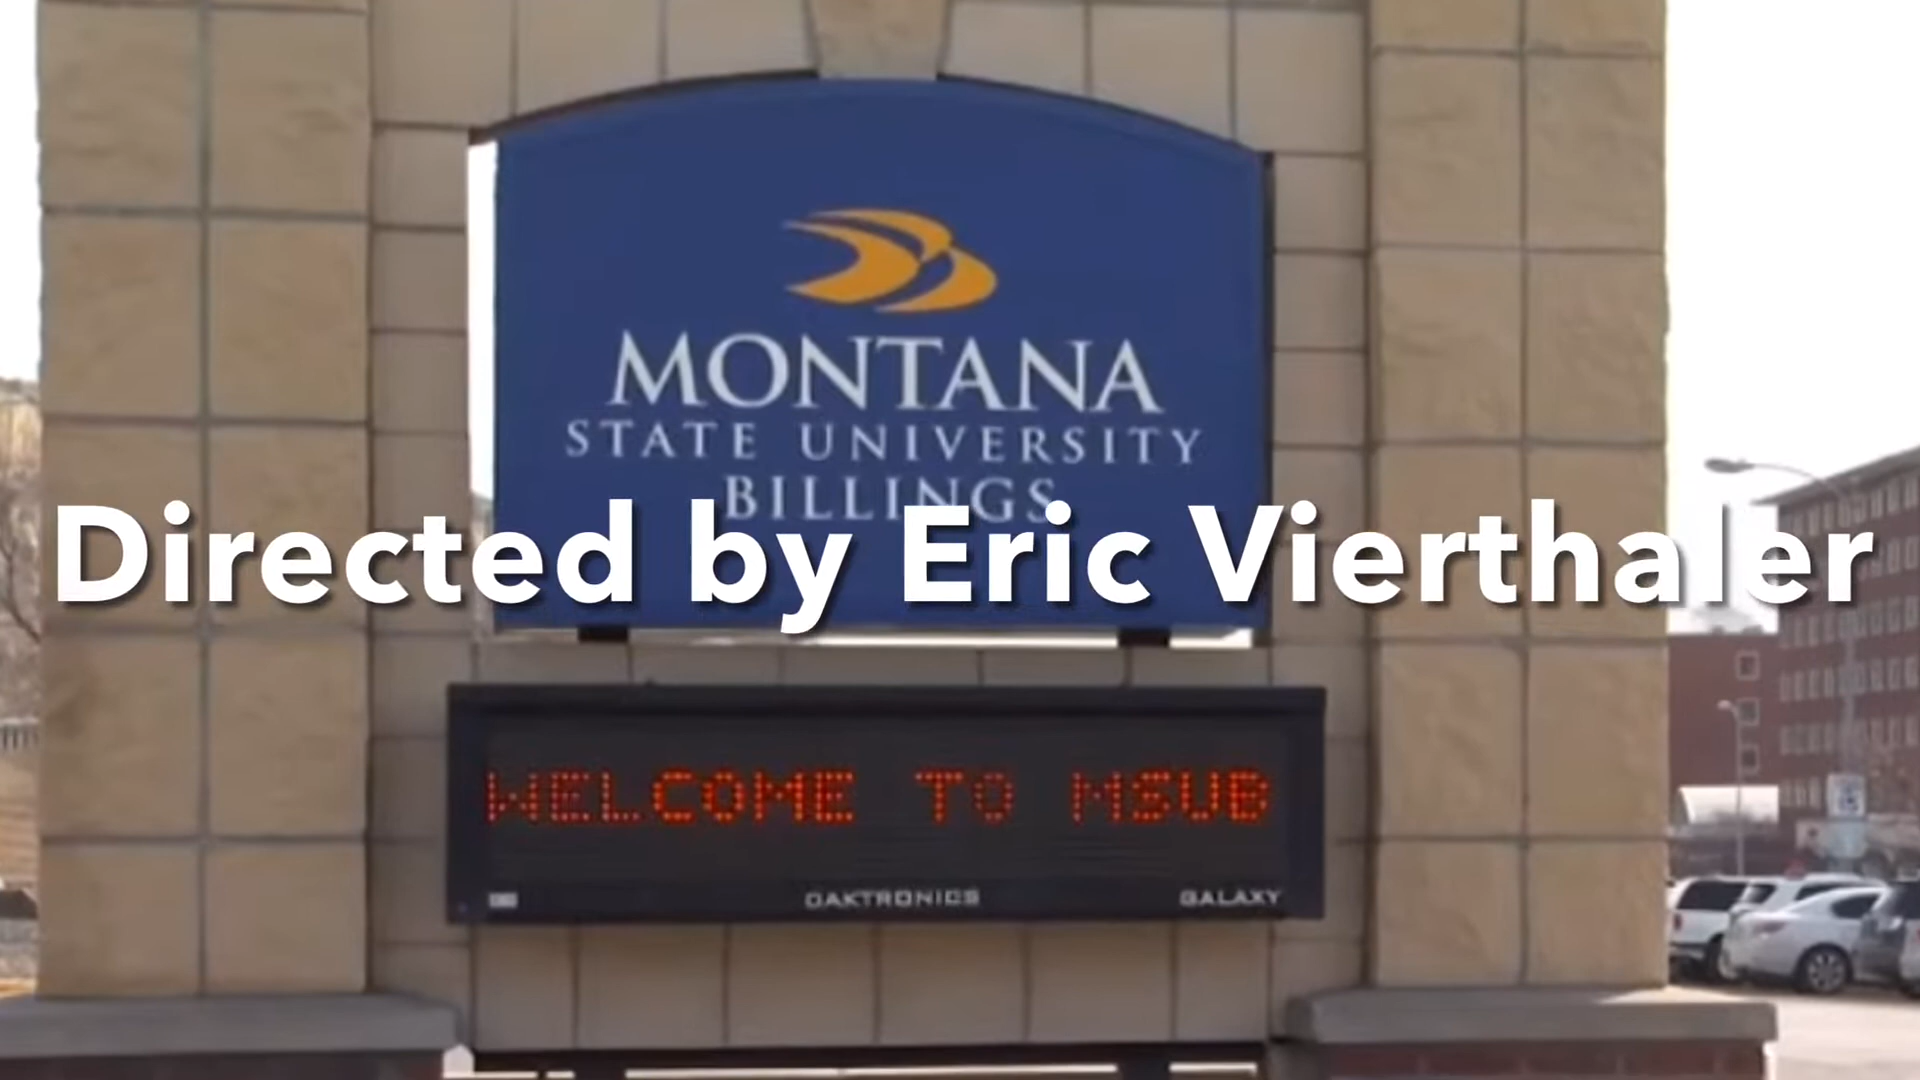 MONTANA
STATE UNIVERSITY
BILLINGS
Directed by Eric Vierthaler
WELCOME TO MSUB
DAKTRONICS GALAXY